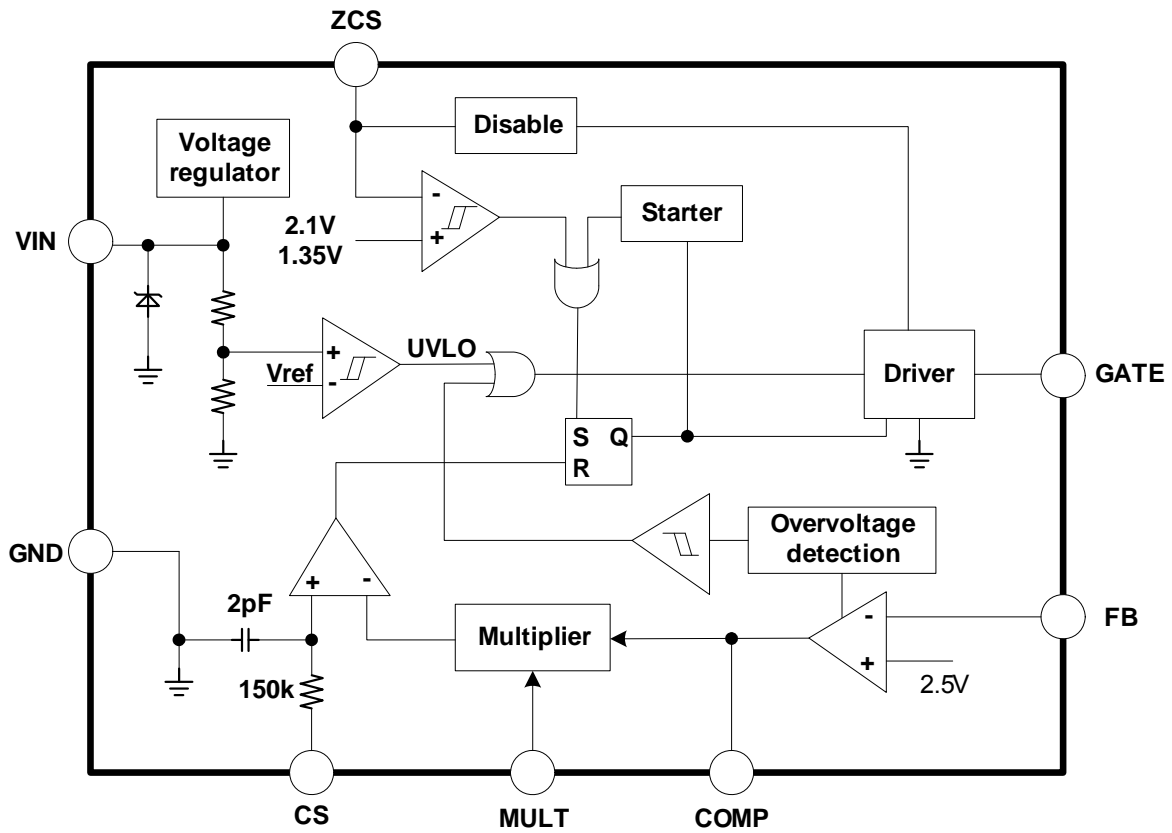 ZCS
Voltage
regulator
Disable
VIN
-
2.1V
+
1.35V
Starter
+
UVLO
Vref
-
Driver
GATE
S Q
R
Overvoltage
detection
GND
+ -
2pF
Multiplier
-
FB
+
2.5V
150k
CS
MULT
COMP